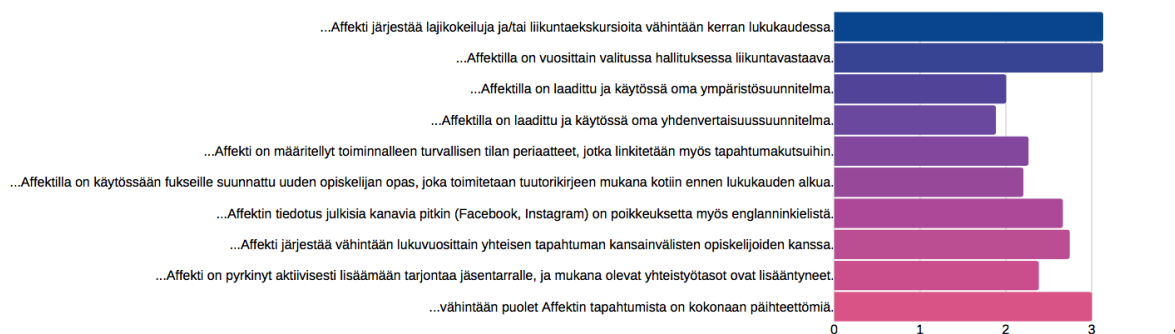 ...Affekti järjestää lajikokeiluja ja/tai liikuntaekskursioita vähintään kerran lukukaudessa.
...Affektilla on vuosittain valitussa hallituksessa liikuntavastaava.
...Affektilla on laadittu ja käytössä oma ympäristösuunnitelma.
...Affektilla on laadittu ja käytössä oma yhdenvertaisuussuunnitelma.
...Affekti on määritellyt toiminnalleen turvallisen tilan periaatteet, jotka linkitetään myös tapahtumakutsuihin.
...Affektilla on käytössään fukseille suunnattu uuden opiskelijan opas, joka toimitetaan tuutorikirjeen mukana kotiin ennen lukukauden alkua.
...Affektin tiedotus julkisia kanavia pitkin (Facebook, Instagram) on poikkeuksetta myös englanninkielistä.
...Affekti järjestää vähintään lukuvuosittain yhteisen tapahtuman kansainvälisten opiskelijoiden kanssa.
...Affekti on pyrkinyt aktiivisesti lisäämään tarjontaa jäsentarralle, ja mukana olevat yhteistyötasot ovat lisääntyneet.
...vähintään puolet Affektin tapahtumista on kokonaan päihteettömiä.
0 1 2 3